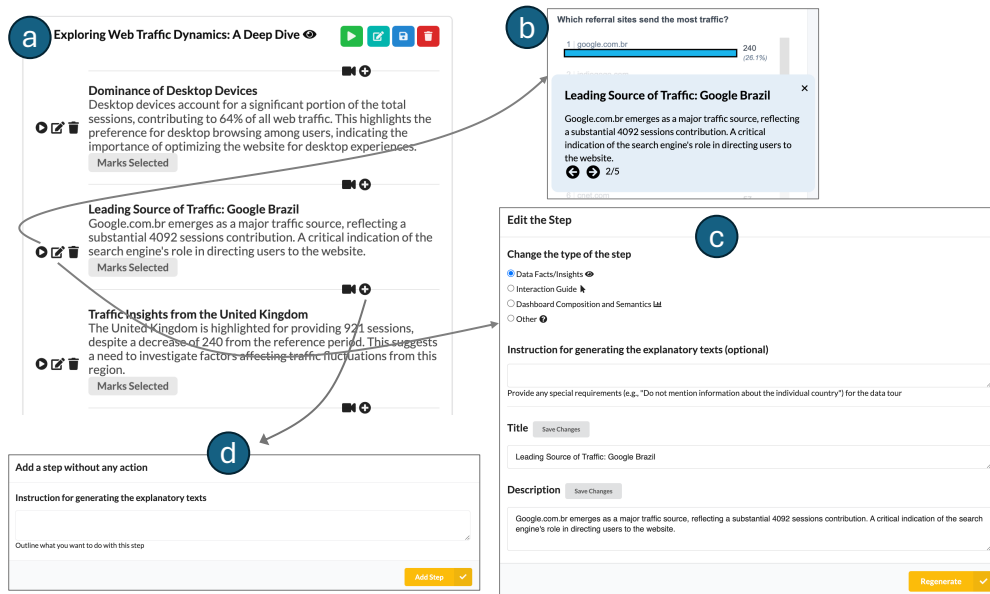 a
Exploring Web Traffic Dynamics: A Deep Dive
Dominance of Desktop Devices
Desktop devices account for a significant portion of the total
sessions, contributing to 64% of all web traffic. This highlights the
preference for desktop browsing among users, indicating the
importance of optimizing the website for desktop experiences.
Marks Selected
Leading Source of Traffic: Google Brazil
Google.com.br emerges as a major traffic source, reflecting a
substantial 4092 sessions contribution. A critical indication of the
search engine's role in directing users to the website.
Marks Selected
Traffic Insights from the United Kingdom
The United Kingdom is highlighted for providing 921 sessions,
despite a decrease of 240 from the reference period. This suggests
a need to investigate factors affecting traffic fluctuations from this
region.
Marks Selected
b
Which referral sites send the most traffic?
1 google.com.br
240
(26.1%)
Leading Source of Traffic: Google Brazil
Google.com.br emerges as a major traffic source, reflecting
a substantial 4092 sessions contribution. A critical
indication of the search engine's role in directing users to
the website.
2/5
6 cnet.com
c
Edit the Step
Change the type of the step
Data Facts/Insights
Interaction Guide
Dashboard Composition and Semantics
Other
Instruction for generating the explanatory texts (optional)
Provide any special requirements (e.g., "Do not mention information about the individual country") for the data tour
Title Save Changes
Leading Source of Traffic: Google Brazil
Description Save Changes
Google.com.br emerges as a major traffic source, reflecting a substantial 4092 sessions contribution. A critical indication of the search
engine's role in directing users to the website.
Regenerate
d
Add a step without any action
Instruction for generating the explanatory texts
Outline what you want to do with this step
Add Step